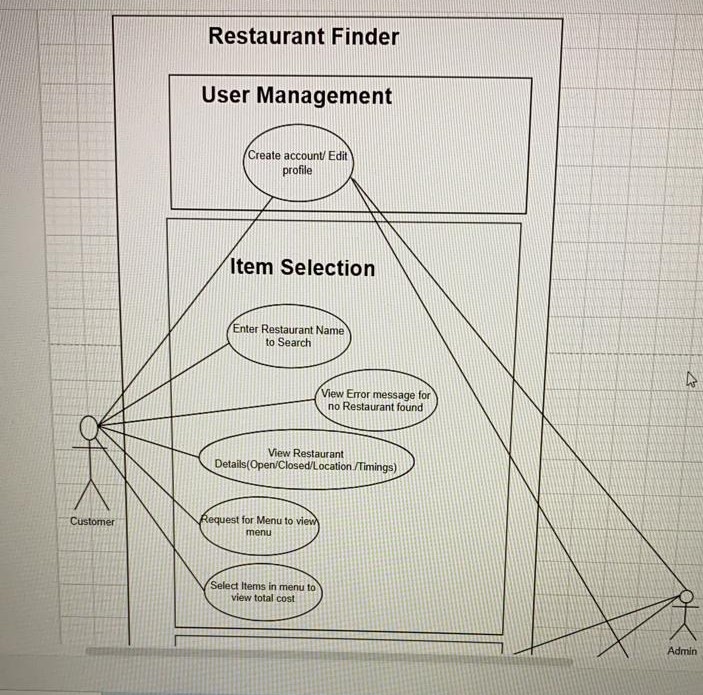 Restaurant Finder
User Management
Create account/ Edit
profile
Item Selection
Enter Restaurant Name
to Search
View Error message for
no Restaurant found
View Restaurant
Details(Open/Closed/Location./Timings)
Request for Menu to view
menu
Select Items in menu to
view total cost
Customer
Admin